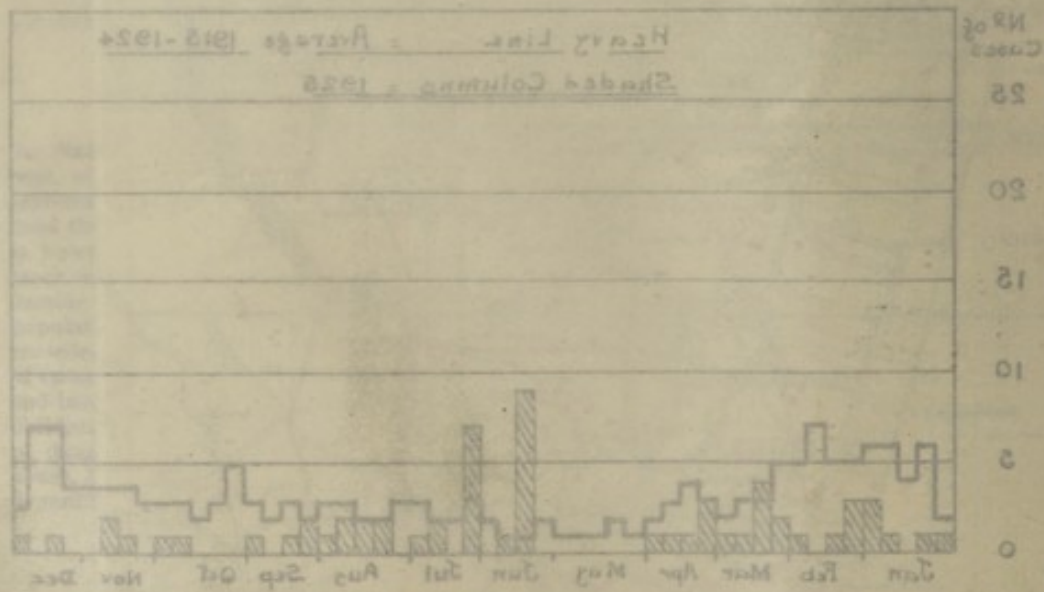 Nº of
Cases
Heavy Line = Average 1915-1924
Shaded Columns = 1925
25
20
15
10
5
0
Jan Feb Mar Apr May Jun Jul Aug Sep Oct Nov Dec